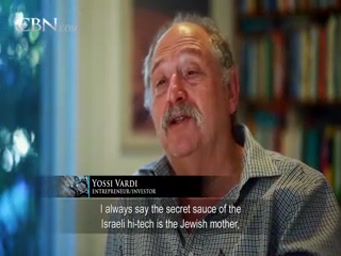 CBN.com
YOSSI VARDI
ENTREPRENEUR/INVESTOR
I always say the secret sauce of the
Israeli hi-tech is the Jewish mother,